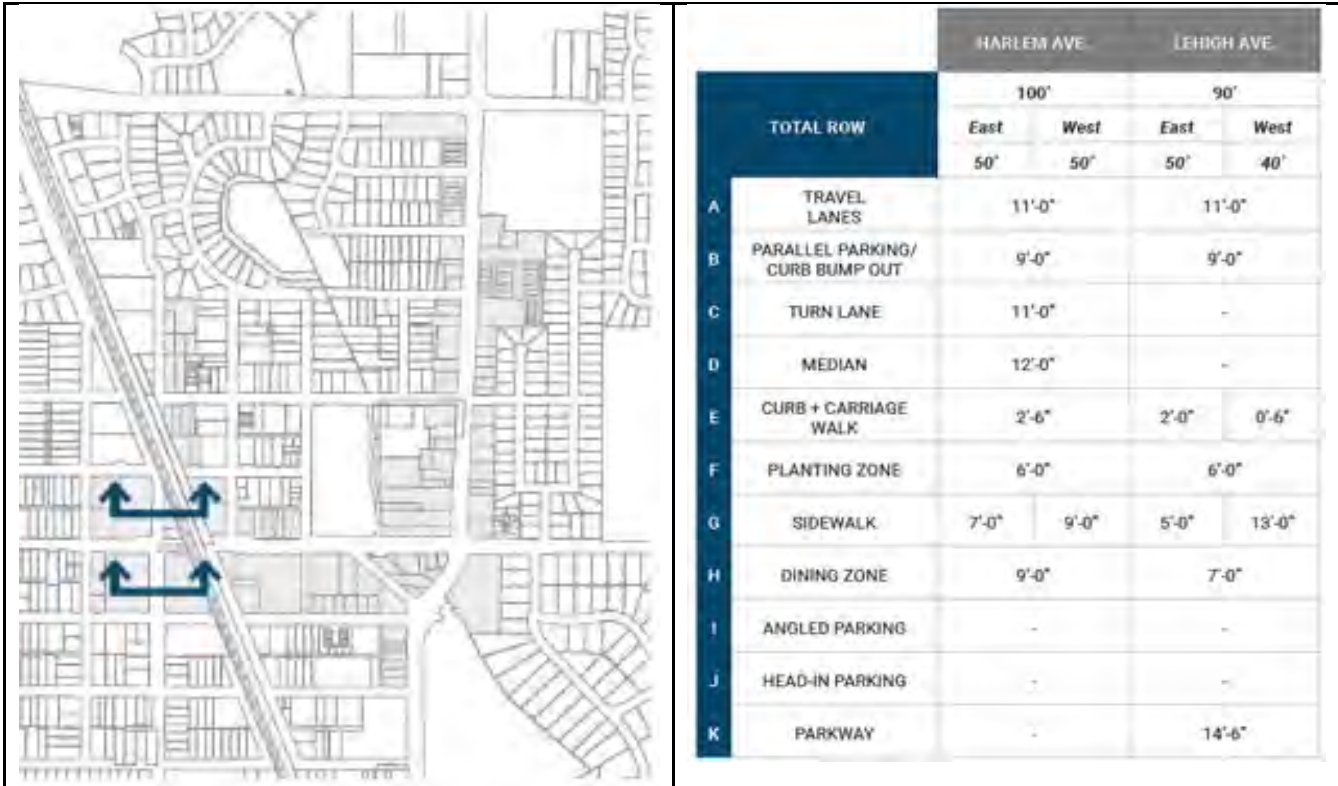 HARLEM AVE. LEHIGH AVE.
TOTAL ROW
100' 90'
East West East West
50' 50' 50' 40'
A TRAVEL LANES 11'-0" 11'-0"
B PARALLEL PARKING/ CURB BUMP OUT 9'-0" 9'-0"
C TURN LANE 11'-0" -
D MEDIAN 12'-0" -
E CURB + CARRIAGE WALK 2'-6" 2'-0" 0'-6"
F PLANTING ZONE 6'-0" 6'-0"
G SIDEWALK 7'-0" 9'-0" 5'-0" 13'-0"
H DINING ZONE 9'-0" 7'-0"
I ANGLED PARKING - -
J HEAD-IN PARKING - -
K PARKWAY - 14'-6"